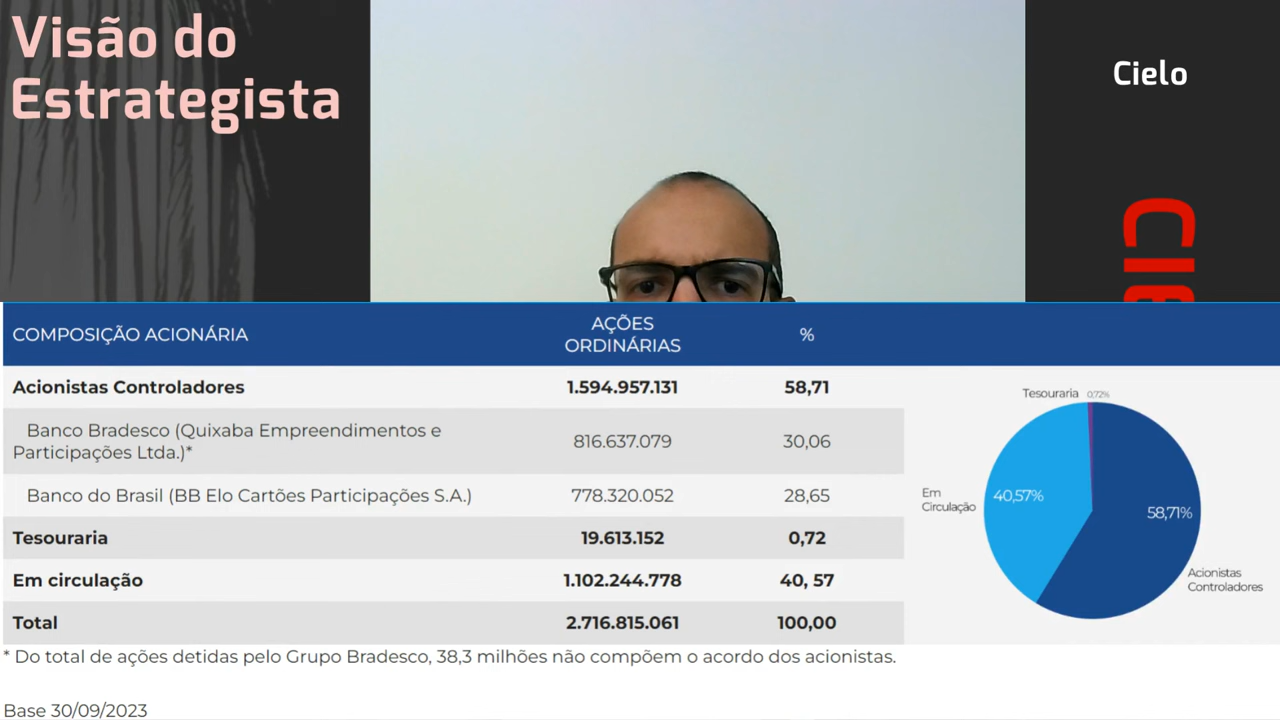 Visão do
Estrategista
Cielo
CIE
COMPOSIÇÃO ACIONÁRIA
AÇÕES
ORDINÁRIAS
%
Acionistas Controladores 1.594.957.131 58,71
Banco Bradesco (Quixaba Empreendimentos e
Participações Ltda.)* 816.637.079 30,06
Banco do Brasil (BB Elo Cartões Participações S.A.) 778.320.052 28,65
Tesouraria 19.613.152 0,72
Em circulação 1.102.244.778 40, 57
Total 2.716.815.061 100,00
Tesouraria 0,72%
Em
Circulação
40,57%
58,71%
Acionistas
Controladores
* Do total de ações detidas pelo Grupo Bradesco, 38,3 milhões não compõem o acordo dos acionistas.
Base 30/09/2023